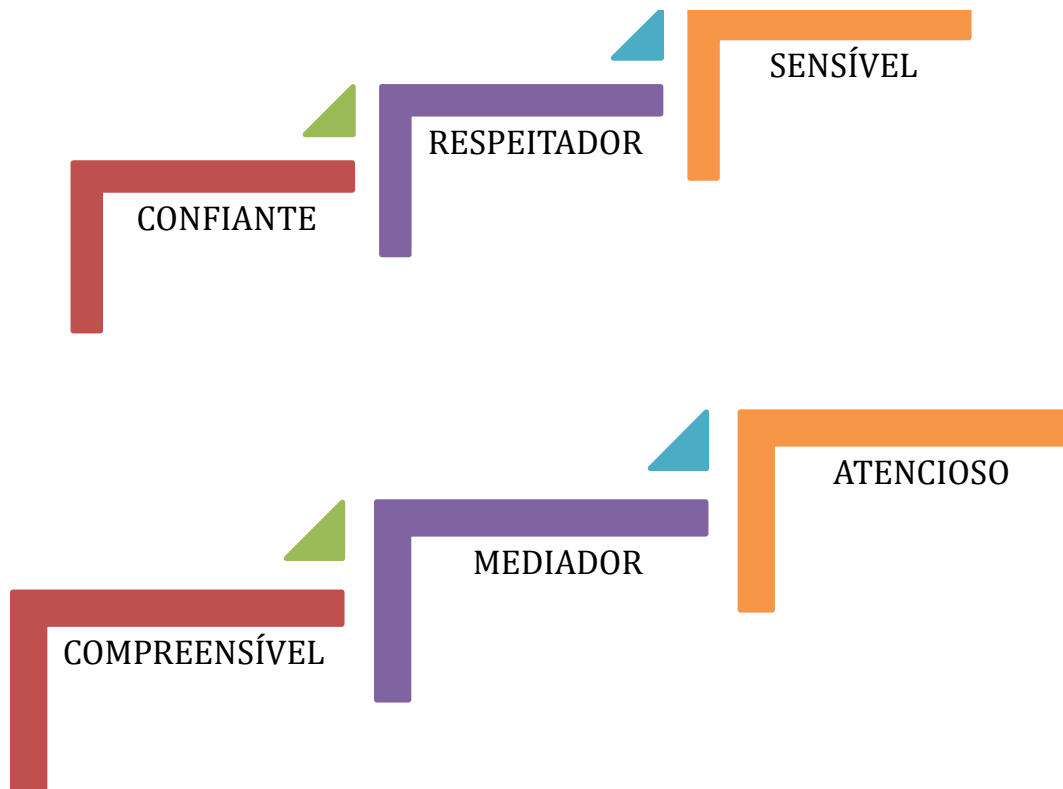 SENSÍVEL
RESPEITADOR
CONFIANTE
ATENCIOSO
MEDIADOR
COMPREENSÍVEL